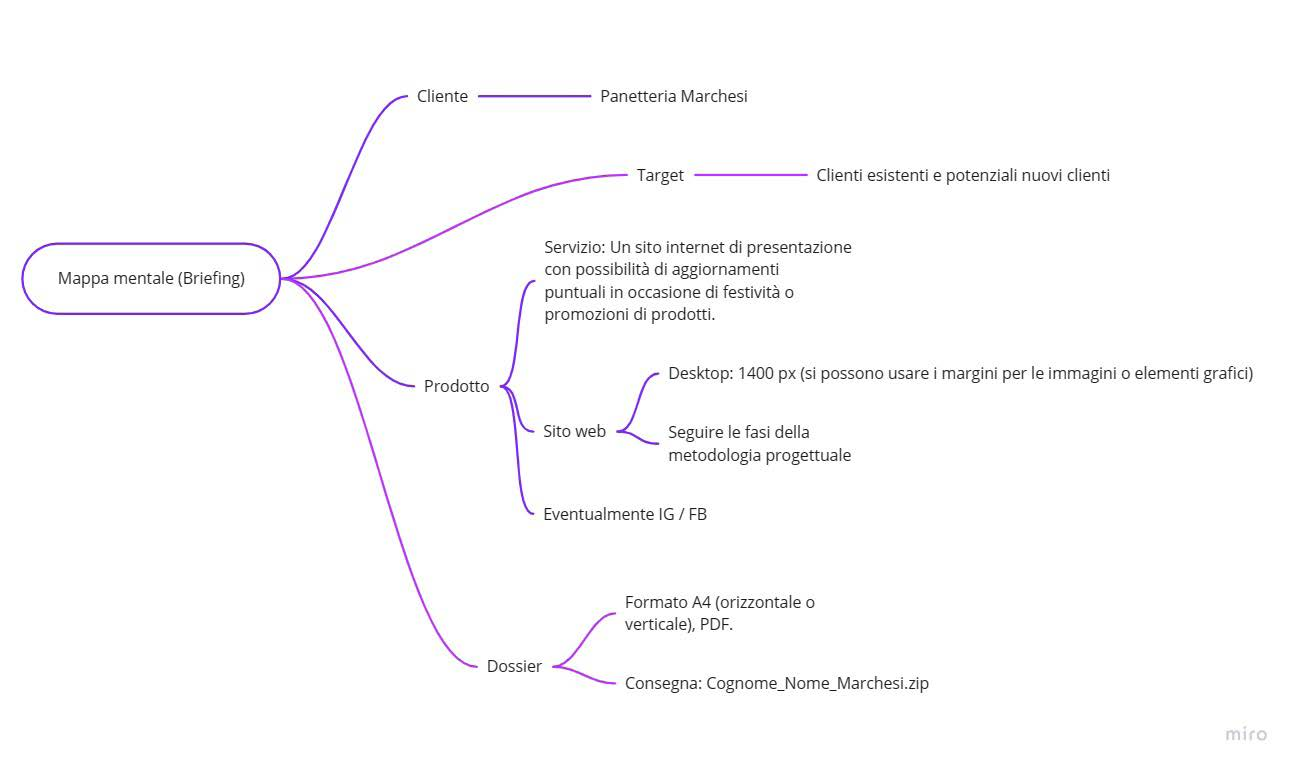 Cliente
Panetteria Marchesi
Target
Clienti esistenti e potenziali nuovi clienti
Mappa mentale (Briefing)
Servizio: Un sito internet di presentazione
con possibilità di aggiornamenti
puntuali in occasione di festività o
promozioni di prodotti.
Prodotto
Desktop: 1400 px (si possono usare i margini per le immagini o elementi grafici)
Sito web
Seguire le fasi della
metodologia progettuale
Eventualmente IG / FB
Formato A4 (orizzontale o
verticale), PDF.
Dossier
Consegna: Cognome_Nome_Marchesi.zip
miro